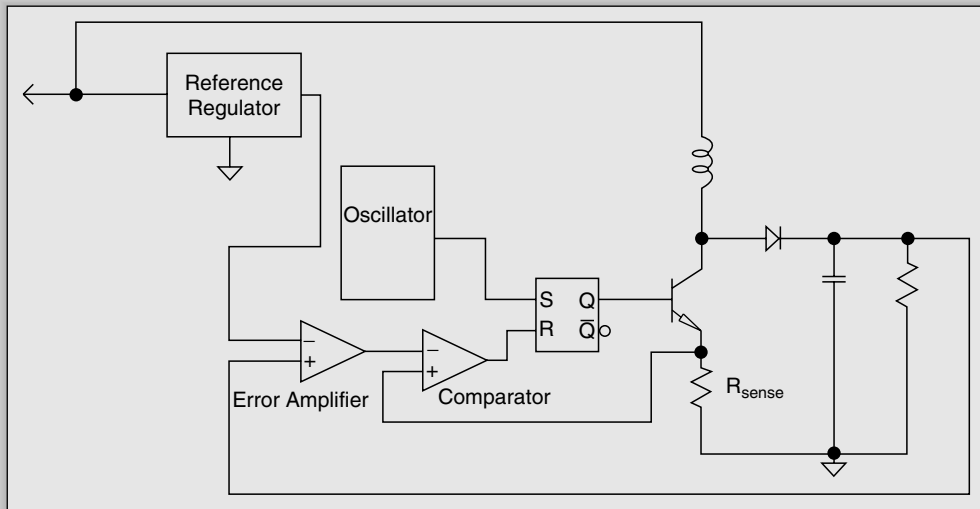 Reference
Regulator
Oscillator
S Q
R Q̅
−
+
−
+
Error Amplifier
Comparator
Rsense